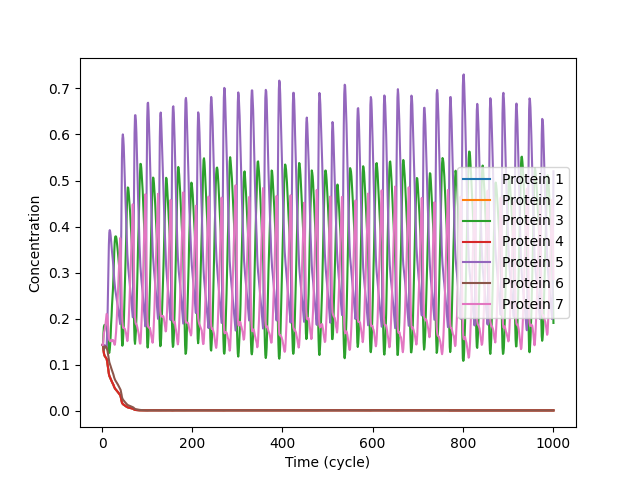 0.7
0.6
0.5
0.4
0.3
0.2
0.1
0.0
Concentration
0
200
400
600
800
1000
Time (cycle)
Protein 1
Protein 2
Protein 3
Protein 4
Protein 5
Protein 6
Protein 7